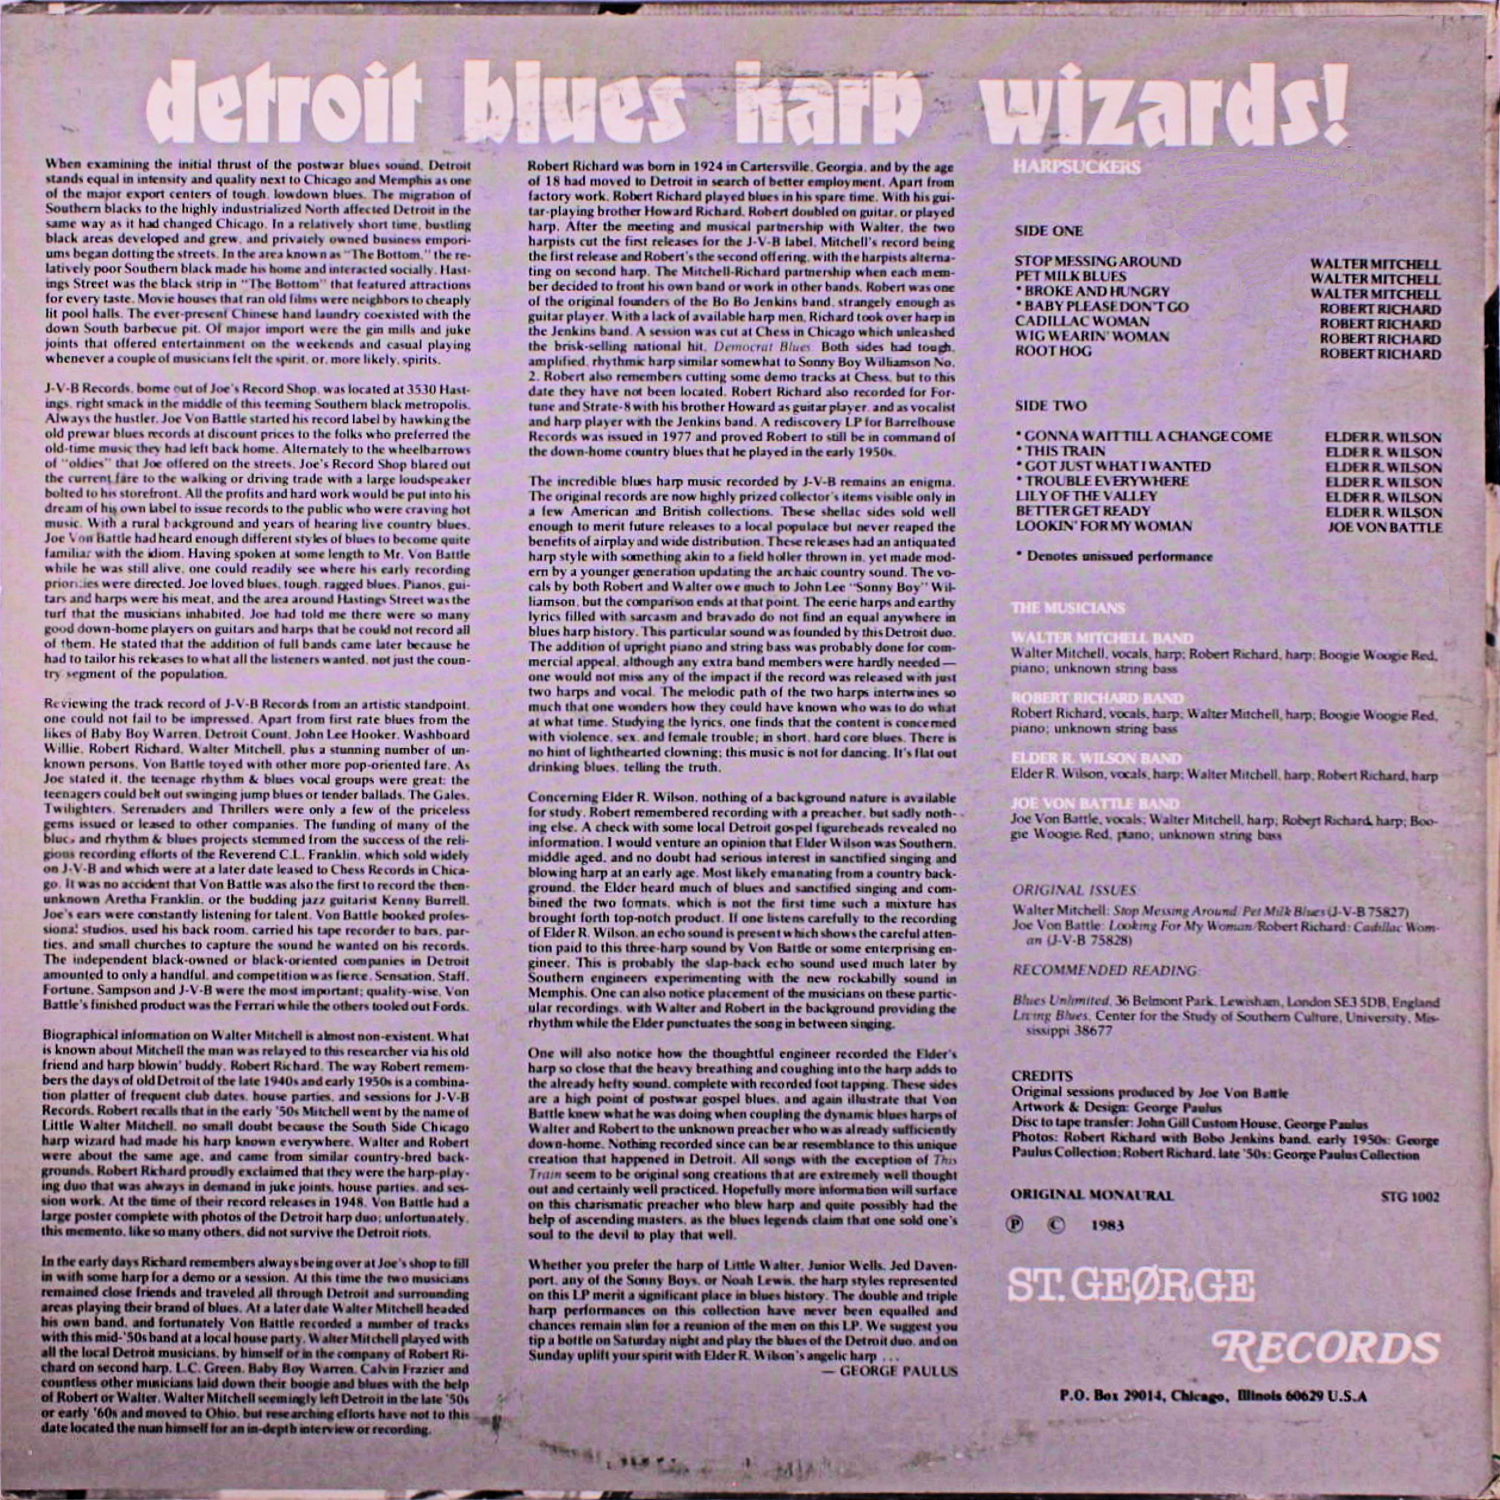 detroit blues harp wizards!
When examining the initial thrust of the postwar blues sound, Detroit
stands equal in intensity and quality next to Chicago and Memphis as one
of the major export centers of tough, lowdown blues. The migration of
Southern blacks to the highly industrialized North affected Detroit in the
same way as it had changed Chicago. In a relatively short time, bustling
black areas developed and grew, and privately owned business empori-
ums began dotting the streets. In the area known as "The Bottom," the re-
latively poor Southern black made his home and interacted socially. Hast-
ings Street was the black strip in "The Bottom" that featured attractions
for every taste. Movie houses that ran old films were neighbors to cheaply
lit pool halls. The ever-present Chinese hand laundry coexisted with the
down South barbecue pit. Of major import were the gin mills and juke
joints that offered entertainment on the weekends and casual playing
whenever a couple of musicians felt the spirit, or, more likely, spirits.
J-V-B Records, borne out of Joe's Record Shop, was located at 3530 Hast-
ings, right smack in the middle of this teeming Southern black metropolis.
Always the hustler, Joe Von Battle started his record label by hawking the
old prewar blues records at discount prices to the folks who preferred the
old-time music they had left back home. Alternately to the wheelbarrows
of "oldies" that Joe offered on the streets, Joe's Record Shop blared out
the current fare to the walking or driving trade with a large loudspeaker
bolted to his storefront. All the profits and hard work would be put into his
dream of his own label to issue records to the public who were craving hot
music. With a rural background and years of hearing live country blues,
Joe Von Battle had heard enough different styles of blues to become quite
familiar with the idiom. Having spoken at some length to Mr. Von Battle
while he was still alive, one could readily see where his early recording
priorities were directed. Joe loved blues, tough, ragged blues. Pianos, gui-
tars and harps were his meat, and the area around Hastings Street was the
turf that the musicians inhabited. Joe had told me there were so many
good down-home players on guitars and harps that he could not record all
of them. He stated that the addition of full bands came later because he
had to tailor his releases to what all the listeners wanted, not just the coun-
try segment of the population.
Reviewing the track record of J-V-B Records from an artistic standpoint,
one could not fail to be impressed. Apart from first rate blues from the
likes of Baby Boy Warren, Detroit Count, John Lee Hooker, Washboard
Willie, Robert Richard, Walter Mitchell, plus a stunning number of un-
known persons, Von Battle toyed with other more pop-oriented fare. As
Joe stated it, the teenage rhythm & blues vocal groups were great; the
teenagers could belt out swinging jump blues or tender ballads. The Gales,
Twilighters, Serenaders and Thrillers were only a few of the priceless
gems issued or leased to other companies. The funding of many of the
blues and rhythm & blues projects stemmed from the success of the reli-
gious recording efforts of the Reverend C.L. Franklin, which sold widely
on J-V-B and which were at a later date leased to Chess Records in Chica-
go. It was no accident that Von Battle was also the first to record the then-
unknown Aretha Franklin, or the budding jazz guitarist Kenny Burrell.
Joe's ears were constantly listening for talent. Von Battle booked profes-
sional studios, used his back room, carried his tape recorder to bars, par-
ties, and small churches to capture the sound he wanted on his records.
The independent black-owned or black-oriented companies in Detroit
amounted to only a handful, and competition was fierce. Sensation, Staff,
Fortune, Sampson and J-V-B were the most important; quality-wise, Von
Battle's finished product was the Ferrari while the others tooled out Fords.
Biographical information on Walter Mitchell is almost non-existent. What
is known about Mitchell the man was relayed to this researcher via his old
friend and harp blowin' buddy, Robert Richard. The way Robert remem-
bers the days of old Detroit of the late 1940s and early 1950s is a combina-
tion platter of frequent club dates, house parties, and sessions for J-V-B
Records. Robert recalls that in the early '50s Mitchell went by the name of
Little Walter Mitchell, no small doubt because the South Side Chicago
harp wizard had made his harp known everywhere. Walter and Robert
were about the same age, and came from similar country-bred back-
grounds. Robert Richard proudly exclaimed that they were the harp-play-
ing duo that was always in demand in juke joints, house parties, and ses-
sion work. At the time of their record releases in 1948, Von Battle had a
large poster complete with photos of the Detroit harp duo; unfortunately,
this memento, like so many others, did not survive the Detroit riots.
In the early days Richard remembers always being over at Joe's shop to fill
in with some harp for a demo or a session. At this time the two musicians
remained close friends and traveled all through Detroit and surrounding
areas playing their brand of blues. At a later date Walter Mitchell headed
his own band, and fortunately Von Battle recorded a number of tracks
with this mid-'50s band at a local house party. Walter Mitchell played with
all the local Detroit musicians, by himself or in the company of Robert Ri-
chard on second harp. L.C. Green, Baby Boy Warren, Calvin Frazier and
countless other musicians laid down their boogie and blues with the help
of Robert or Walter. Walter Mitchell seemingly left Detroit in the late '50s
or early '60s and moved to Ohio, but researching efforts have not to this
date located the man himself for an in-depth interview or recording.
Robert Richard was born in 1924 in Cartersville, Georgia, and by the age
of 18 had moved to Detroit in search of better employment. Apart from
factory work, Robert Richard played blues in his spare time. With his gui-
tar-playing brother Howard Richard, Robert doubled on guitar, or played
harp. After the meeting and musical partnership with Walter, the two
harpists cut the first releases for the J-V-B label, Mitchell's record being
the first release and Robert's the second offering, with the harpists alterna-
ting on second harp. The Mitchell-Richard partnership when each mem-
ber decided to front his own band or work in other bands. Robert was one
of the original founders of the Bo Bo Jenkins band, strangely enough as
guitar player. With a lack of available harp men, Richard took over harp in
the Jenkins band. A session was cut at Chess in Chicago which unleashed
the brisk-selling national hit, Democrat Blues. Both sides had tough,
amplified, rhythmic harp similar somewhat to Sonny Boy Williamson No.
2. Robert also remembers cutting some demo tracks at Chess, but to this
date they have not been located. Robert Richard also recorded for For-
tune and Strate-8 with his brother Howard as guitar player, and as vocalist
and harp player with the Jenkins band. A rediscovery LP for Barrelhouse
Records was issued in 1977 and proved Robert to still be in command of
the down-home country blues that he played in the early 1950s.
The incredible blues harp music recorded by J-V-B remains an enigma.
The original records are now highly prized collector's items visible only in
a few American and British collections. These shellac sides sold well
enough to merit future releases to a local populace but never reaped the
benefits of airplay and wide distribution. These releases had an antiquated
harp style with something akin to a field holler thrown in, yet made mod-
ern by a younger generation updating the archaic country sound. The vo-
cals by both Robert and Walter owe much to John Lee "Sonny Boy" Wil-
liamson, but the comparison ends at that point. The eerie harps and earthy
lyrics filled with sarcasm and bravado do not find an equal anywhere in
blues harp history. This particular sound was founded by this Detroit duo.
The addition of upright piano and string bass was probably done for com-
mercial appeal, although any extra band members were hardly needed —
one would not miss any of the impact if the record was released with just
two harps and vocal. The melodic path of the two harps intertwines so
much that one wonders how they could have known who was to do what
at what time. Studying the lyrics, one finds that the content is concerned
with violence, sex, and female trouble; in short, hard core blues. There is
no hint of lighthearted clowning; this music is not for dancing. It's flat out
drinking blues, telling the truth.
Concerning Elder R. Wilson, nothing of a background nature is available
for study. Robert remembered recording with a preacher, but sadly noth-
ing else. A check with some local Detroit gospel figureheads revealed no
information. I would venture an opinion that Elder Wilson was Southern,
middle aged, and no doubt had serious interest in sanctified singing and
blowing harp at an early age. Most likely emanating from a country back-
ground, the Elder heard much of blues and sanctified singing and com-
bined the two formats, which is not the first time such a mixture has
brought forth top-notch product. If one listens carefully to the recording
of Elder R. Wilson, an echo sound is present which shows the careful atten-
tion paid to this three-harp sound by Von Battle or some enterprising en-
gineer. This is probably the slap-back echo sound used much later by
Southern engineers experimenting with the new rockabilly sound in
Memphis. One can also notice placement of the musicians on these partic-
ular recordings, with Walter and Robert in the background providing the
rhythm while the Elder punctuates the song in between singing.
One will also notice how the thoughtful engineer recorded the Elder's
harp so close that the heavy breathing and coughing into the harp adds to
the already hefty sound, complete with recorded foot tapping. These sides
are a high point of postwar gospel blues, and again illustrate that Von
Battle knew what he was doing when coupling the dynamic blues harps of
Walter and Robert to the unknown preacher who was already sufficiently
down-home. Nothing recorded since can bear resemblance to this unique
creation that happened in Detroit. All songs with the exception of This
Train seem to be original song creations that are extremely well thought
out and certainly well practiced. Hopefully more information will surface
on this charismatic preacher who blew harp and quite possibly had the
help of ascending masters, as the blues legends claim that one sold one's
soul to the devil to play that well.
Whether you prefer the harp of Little Walter, Junior Wells, Jed Daven-
port, any of the Sonny Boys, or Noah Lewis, the harp styles represented
on this LP merit a significant place in blues history. The double and triple
harp performances on this collection have never been equalled and
chances remain slim for a reunion of the men on this LP. We suggest you
tip a bottle on Saturday night and play the blues of the Detroit duo, and on
Sunday uplift your spirit with Elder R. Wilson's angelic harp ...
— GEORGE PAULUS
HARPSUCKERS
SIDE ONE
STOP MESSING AROUND WALTER MITCHELL
PET MILK BLUES WALTER MITCHELL
* BROKE AND HUNGRY WALTER MITCHELL
* BABY PLEASE DON'T GO ROBERT RICHARD
CADILLAC WOMAN ROBERT RICHARD
WIG WEARIN' WOMAN ROBERT RICHARD
ROOT HOG ROBERT RICHARD
SIDE TWO
* GONNA WAIT TILL A CHANGE COME ELDER R. WILSON
* THIS TRAIN ELDER R. WILSON
* GOT JUST WHAT I WANTED ELDER R. WILSON
* TROUBLE EVERYWHERE ELDER R. WILSON
LILY OF THE VALLEY ELDER R. WILSON
BETTER GET READY ELDER R. WILSON
LOOKIN' FOR MY WOMAN JOE VON BATTLE
* Denotes unissued performance
THE MUSICIANS
WALTER MITCHELL BAND
Walter Mitchell, vocals, harp; Robert Richard, harp; Boogie Woogie Red,
piano; unknown string bass
ROBERT RICHARD BAND
Robert Richard, vocals, harp; Walter Mitchell, harp; Boogie Woogie Red,
piano; unknown string bass
ELDER R. WILSON BAND
Elder R. Wilson, vocals, harp; Walter Mitchell, harp; Robert Richard, harp
JOE VON BATTLE BAND
Joe Von Battle, vocals; Walter Mitchell, harp; Robert Richard, harp; Boo-
gie Woogie Red, piano; unknown string bass
ORIGINAL ISSUES:
Walter Mitchell: Stop Messing Around/Pet Milk Blues (J-V-B 75827)
Joe Von Battle: Looking For My Woman/Robert Richard: Cadillac Wom-
an (J-V-B 75828)
RECOMMENDED READING:
Blues Unlimited, 36 Belmont Park, Lewisham, London SE3 5DB, England
Living Blues, Center for the Study of Southern Culture, University, Mis-
sissippi 38677
CREDITS
Original sessions produced by Joe Von Battle
Artwork & Design: George Paulus
Disc to tape transfer: John Gill Custom House, George Paulus
Photos: Robert Richard with Bobo Jenkins band, early 1950s: George
Paulus Collection; Robert Richard, late '50s: George Paulus Collection
ORIGINAL MONAURAL STG 1002
Ⓟ © 1983
ST. GEØRGE
RECORDS
P.O. Box 29014, Chicago, Illinois 60629 U.S.A